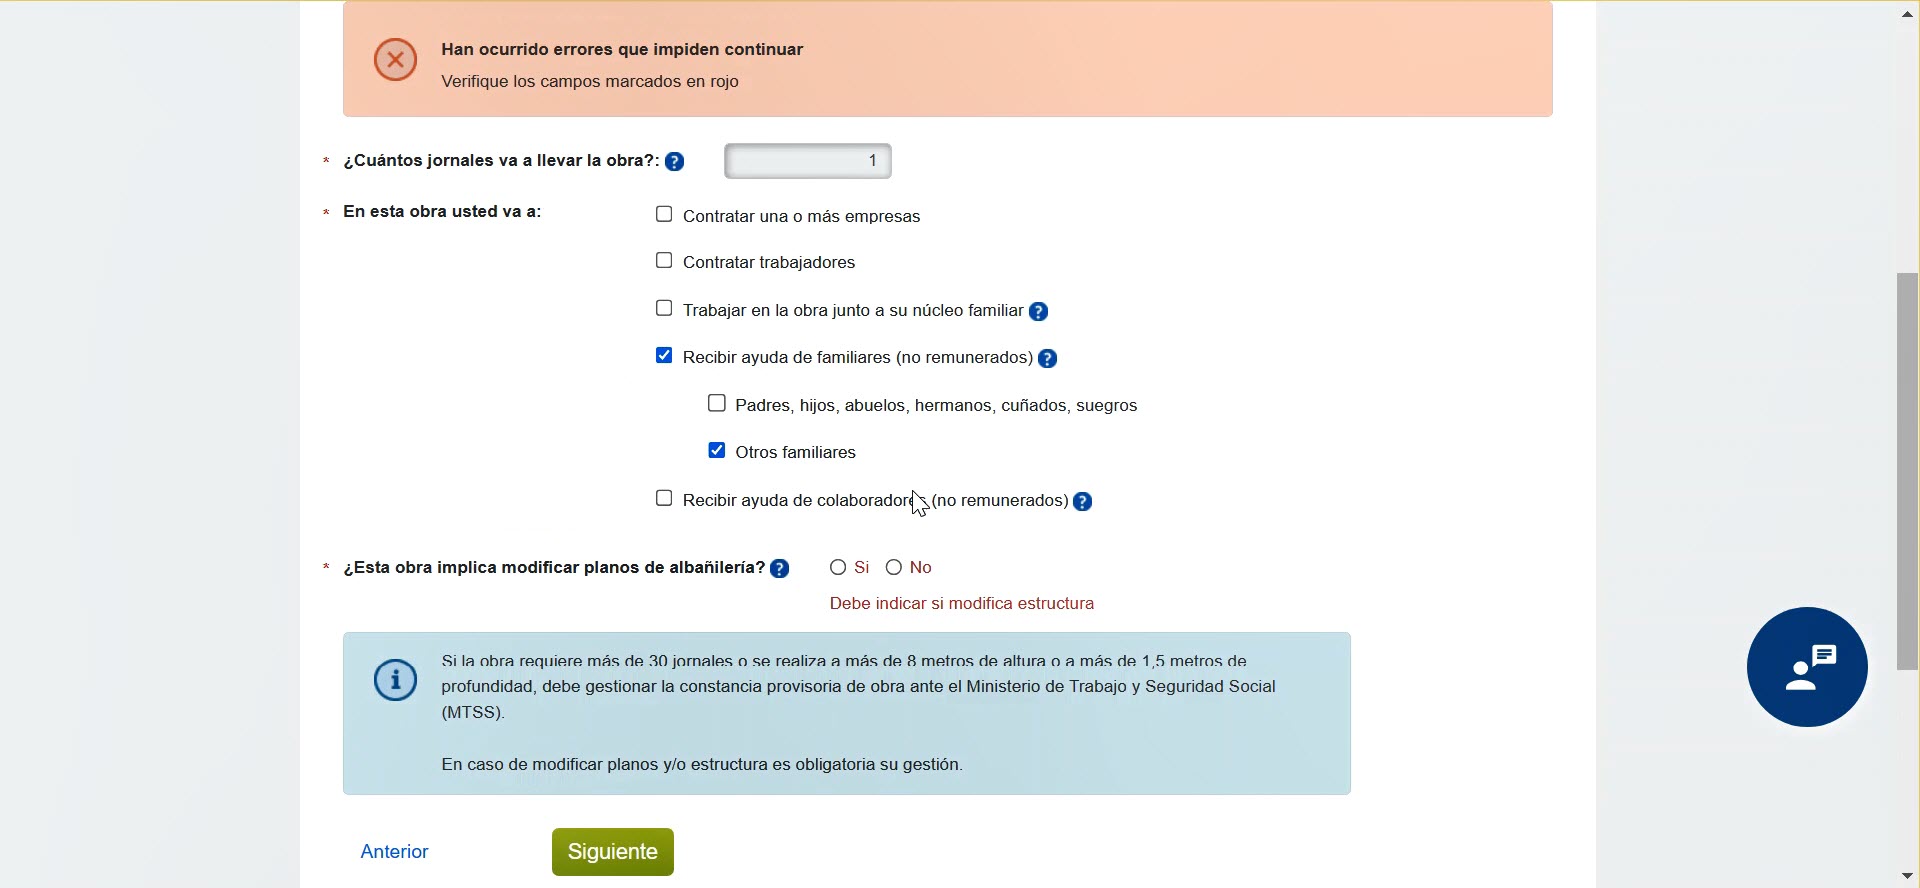 Han ocurrido errores que impiden continuar
Verifique los campos marcados en rojo
* ¿Cuántos jornales va a llevar la obra?: ? 1
* En esta obra usted va a:
Contratar una o más empresas
Contratar trabajadores
Trabajar en la obra junto a su núcleo familiar ?
Recibir ayuda de familiares (no remunerados) ?
Padres, hijos, abuelos, hermanos, cuñados, suegros
Otros familiares
Recibir ayuda de colaboradores (no remunerados) ?
* ¿Esta obra implica modificar planos de albañilería? ? Si No
Debe indicar si modifica estructura
Si la obra requiere más de 30 jornales o se realiza a más de 8 metros de altura o a más de 1,5 metros de
profundidad, debe gestionar la constancia provisoria de obra ante el Ministerio de Trabajo y Seguridad Social
(MTSS).
En caso de modificar planos y/o estructura es obligatoria su gestión.
Anterior Siguiente